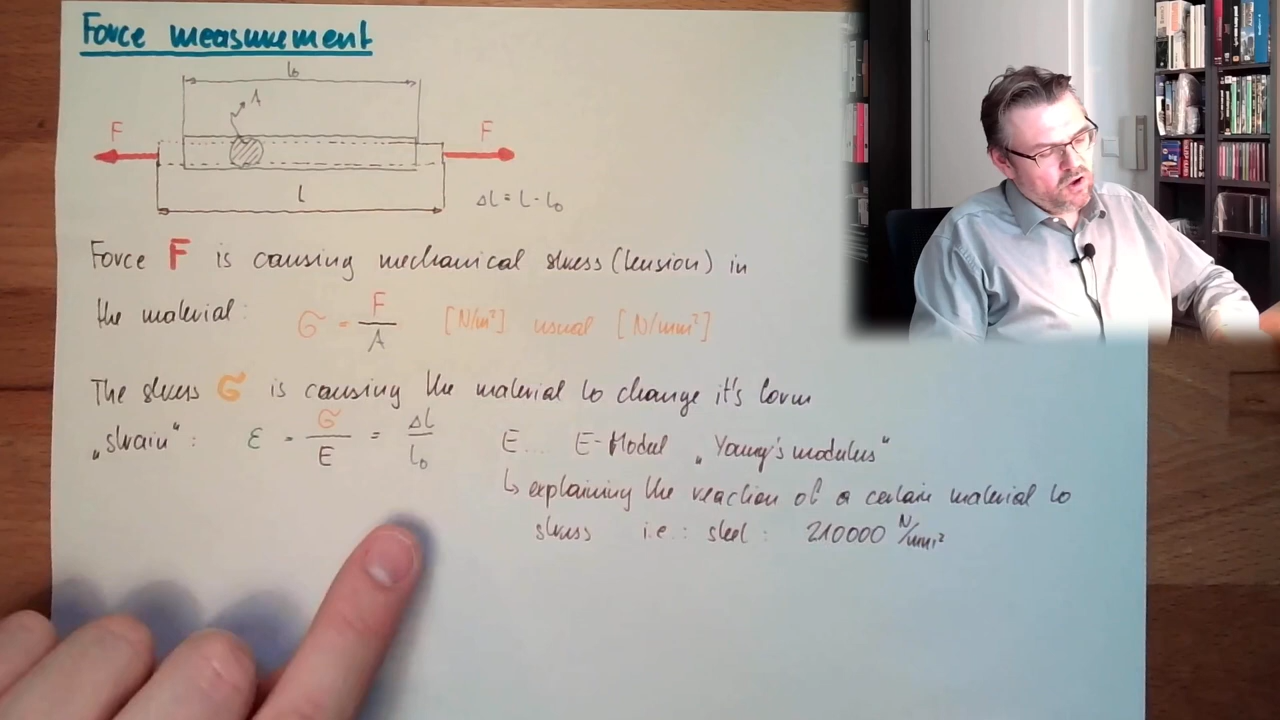 Force measurement
l₀
A
F
F
l
Δl = l - l₀
Force F is causing mechanical stress (tension) in
the material: σ = F/A [N/m²] usual [N/mm²]
The stress σ is causing the material to change it's form
„strain“: ε = σ/E = Δl/l₀
E... E-Modul „Young's modulus“
↳ explaining the reaction of a certain material to
stress i.e.: steel: 210000 N/mm²